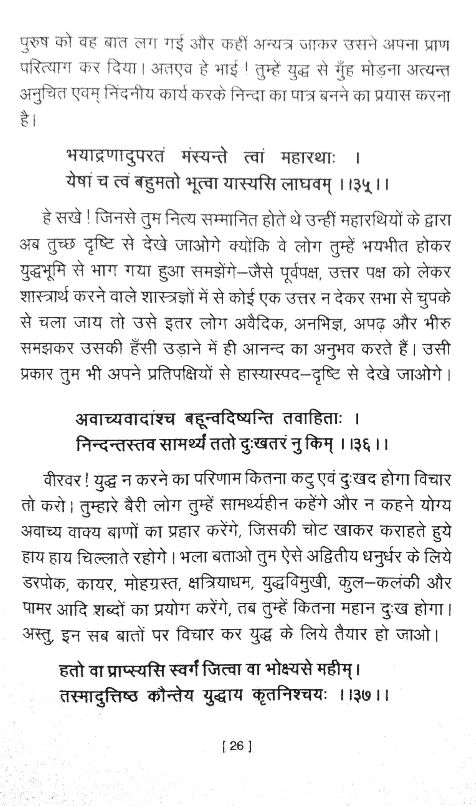 पुरुष को वह बात लग गई और कहीं अन्यत्र जाकर उसने अपना प्राण
परित्याग कर दिया। अतएव हे भाई ! तुम्हें युद्ध से गुँह मोड़ना अत्यन्त
अनुचित एवम् निंदनीय कार्य करके निन्दा का पात्र बनने का प्रयास करना
है।
भयाद्रणादुपरतं मंस्यन्ते त्वां महारथाः ।
येषां च त्वं बहुमतो भूत्वा यास्यसि लाघवम् ।।३५।।
हे सखे ! जिनसे तुम नित्य सम्मानित होते थे उन्हीं महारथियों के द्वारा
अब तुच्छ दृष्टि से देखे जाओगे क्योंकि वे लोग तुम्हें भयभीत होकर
युद्धभूमि से भाग गया हुआ समझेंगे–जैसे पूर्वपक्ष, उत्तर पक्ष को लेकर
शास्त्रार्थ करने वाले शास्त्रज्ञों में से कोई एक उत्तर न देकर सभा से चुपके
से चला जाय तो उसे इतर लोग अवैदिक, अनभिज्ञ, अपढ़ और भीरु
समझकर उसकी हँसी उड़ाने में ही आनन्द का अनुभव करते हैं। उसी
प्रकार तुम भी अपने प्रतिपक्षियों से हास्यास्पद–दृष्टि से देखे जाओगे।
अवाच्यवादांश्च बहून्वदिष्यन्ति तवाहिताः ।
निन्दन्तस्तव सामर्थ्यं ततो दुःखतरं नु किम् ।।३६।।
वीरवर ! युद्ध न करने का परिणाम कितना कटु एवं दुःखद होगा विचार
तो करो। तुम्हारे बैरी लोग तुम्हें सामर्थ्यहीन कहेंगे और न कहने योग्य
अवाच्य वाक्य बाणों का प्रहार करेंगे, जिसकी चोट खाकर कराहते हुये
हाय हाय चिल्लाते रहोगे। भला बताओ तुम ऐसे अद्वितीय धनुर्धर के लिये
डरपोक, कायर, मोहग्रस्त, क्षत्रियाधम, युद्धविमुखी, कुल–कलंकी और
पामर आदि शब्दों का प्रयोग करेंगे, तब तुम्हें कितना महान दुःख होगा।
अस्तु, इन सब बातों पर विचार कर युद्ध के लिये तैयार हो जाओ।
हतो वा प्राप्स्यसि स्वर्गं जित्वा वा भोक्ष्यसे महीम्।
तस्मादुत्तिष्ठ कौन्तेय युद्धाय कृतनिश्चयः ।।३७।।
[ 26 ]